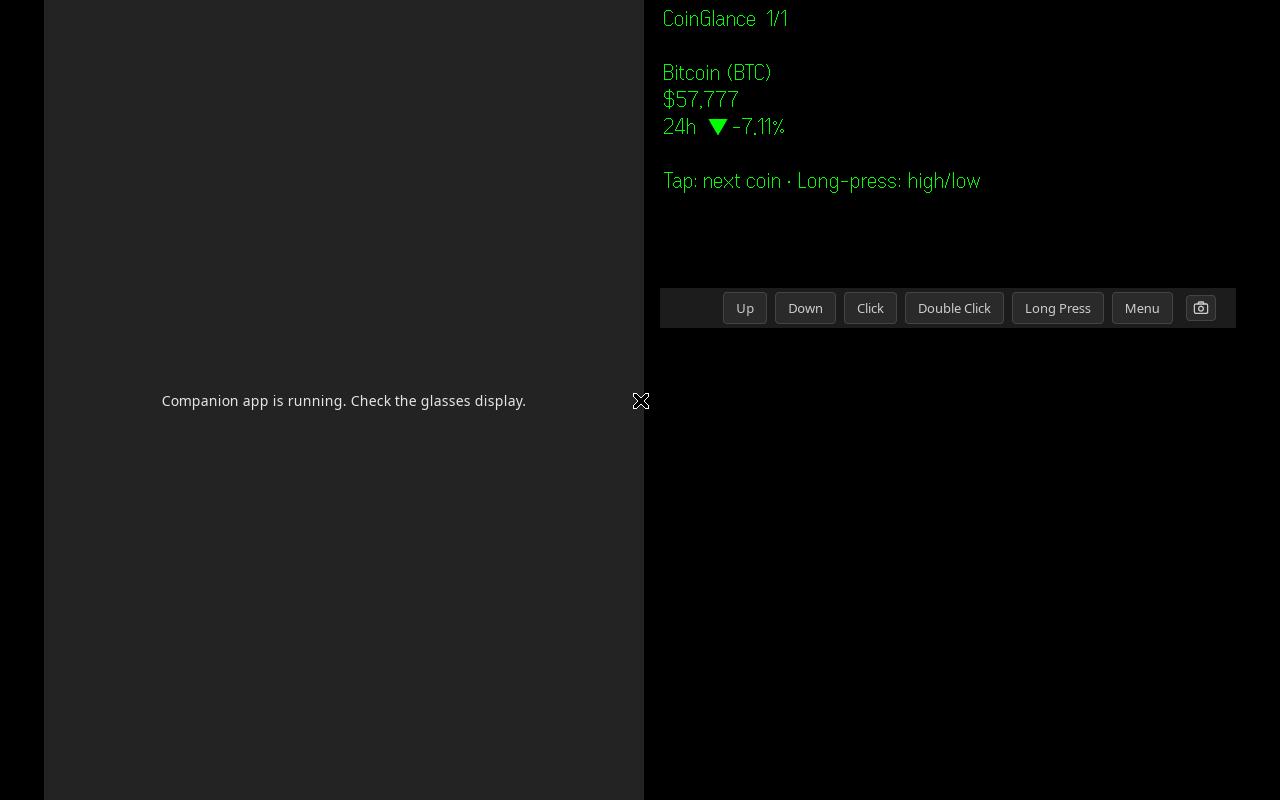 CoinGlance 1/1
Bitcoin (BTC)
$57,777
24h ▼ -7.11%
Tap: next coin · Long-press: high/low
Up Down Click Double Click Long Press Menu
Companion app is running. Check the glasses display.